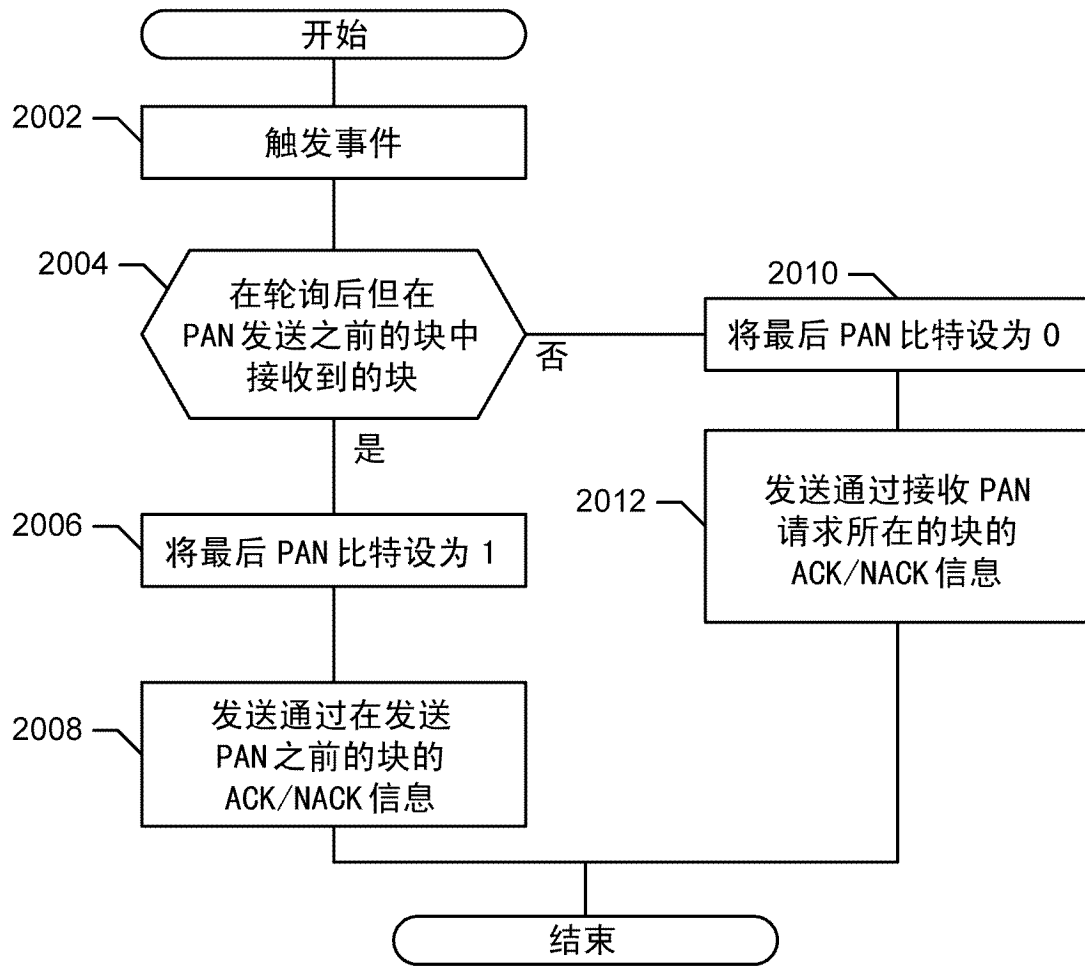 开始
2002
触发事件
2004
在轮询后但在
PAN 发送之前的块中
接收到的块
否
是
2006
将最后 PAN 比特设为 1
2008
发送通过在发送
PAN 之前的块的
ACK/NACK 信息
2010
将最后 PAN 比特设为 0
2012
发送通过接收 PAN
请求所在的块的
ACK/NACK 信息
结束